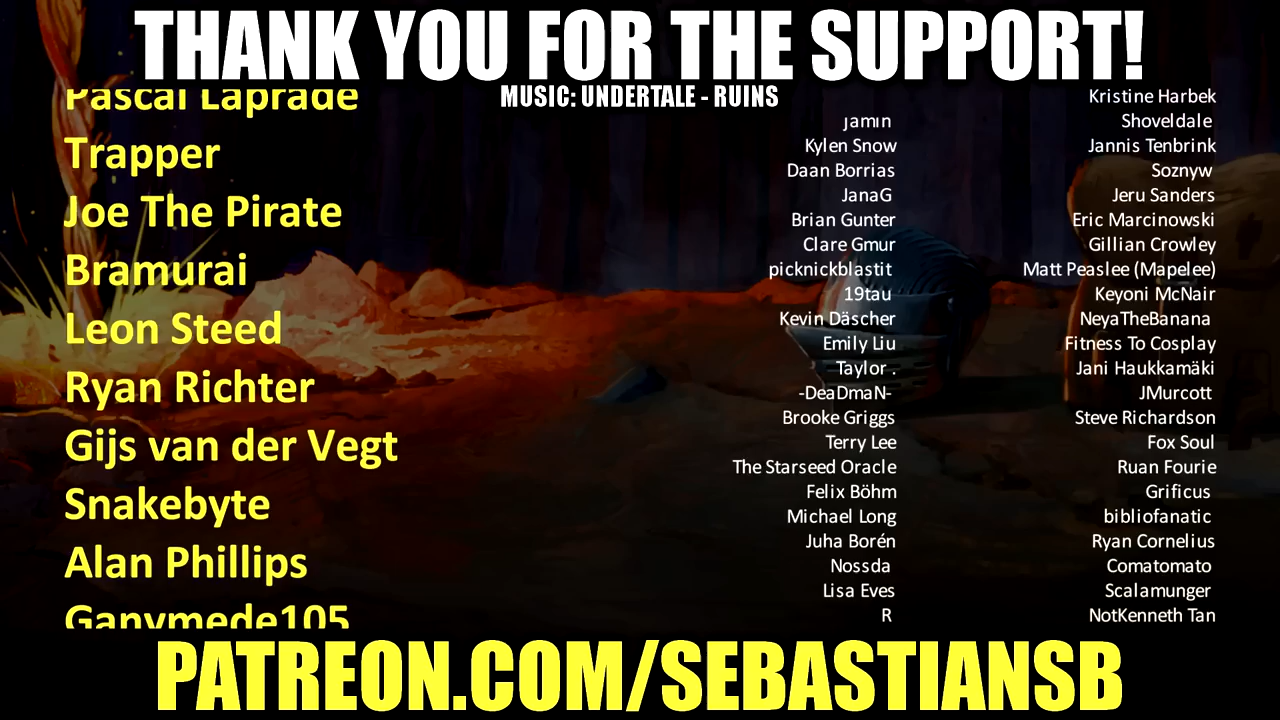 THANK YOU FOR THE SUPPORT!
MUSIC: UNDERTALE - RUINS
Pascal Laprade
Trapper
Joe The Pirate
Bramurai
Leon Steed
Ryan Richter
Gijs van der Vegt
Snakebyte
Alan Phillips
Ganymede105
jamin
Kylen Snow
Daan Borrias
JanaG
Brian Gunter
Clare Gmur
picknickblastit
19tau
Kevin Däscher
Emily Liu
Taylor .
-DeaDmaN-
Brooke Griggs
Terry Lee
The Starseed Oracle
Felix Böhm
Michael Long
Juha Borén
Nossda
Lisa Eves
R
Kristine Harbek
Shoveldale
Jannis Tenbrink
Soznyw
Jeru Sanders
Eric Marcinowski
Gillian Crowley
Matt Peaslee (Mapelee)
Keyoni McNair
NeyaTheBanana
Fitness To Cosplay
Jani Haukkamäki
JMurcott
Steve Richardson
Fox Soul
Ruan Fourie
Grificus
bibliofanatic
Ryan Cornelius
Comatomato
Scalamunger
NotKenneth Tan
PATREON.COM/SEBASTIANSB